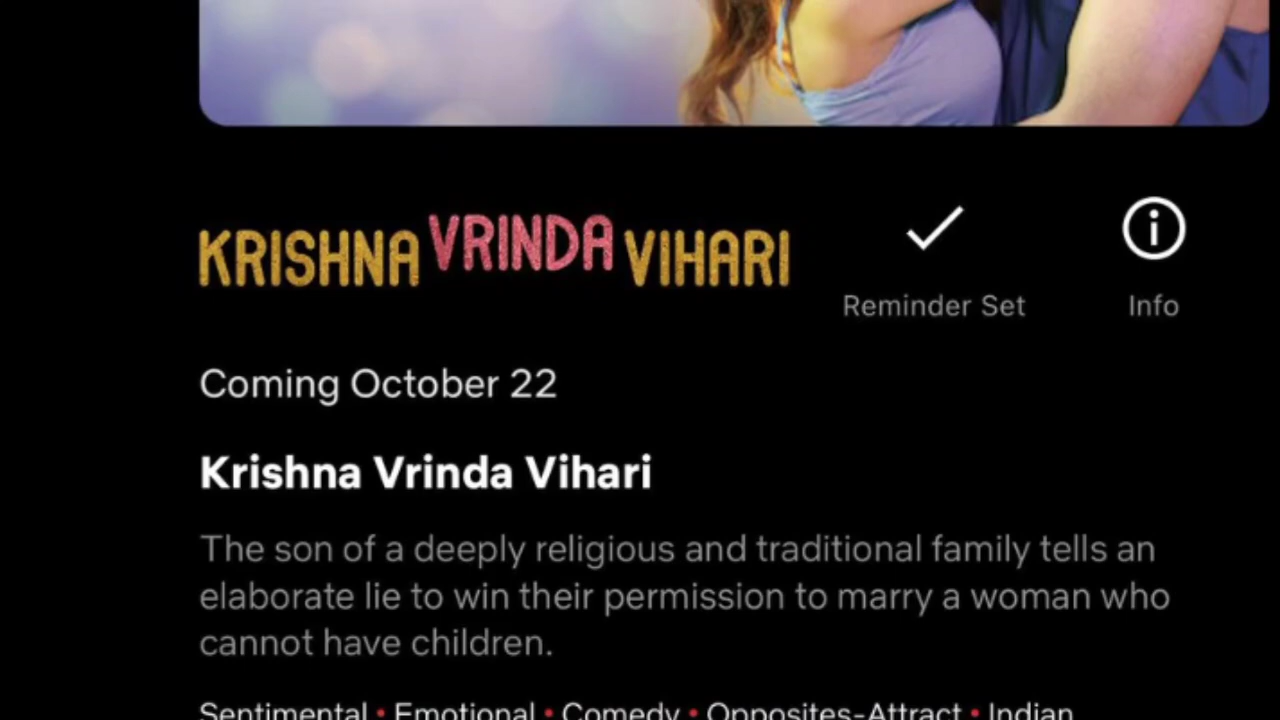 KRISHNA VRINDA VIHARI
Reminder Set
Info
Coming October 22
Krishna Vrinda Vihari
The son of a deeply religious and traditional family tells an
elaborate lie to win their permission to marry a woman who
cannot have children.
Sentimental • Emotional • Comedy • Opposites-Attract • Indian